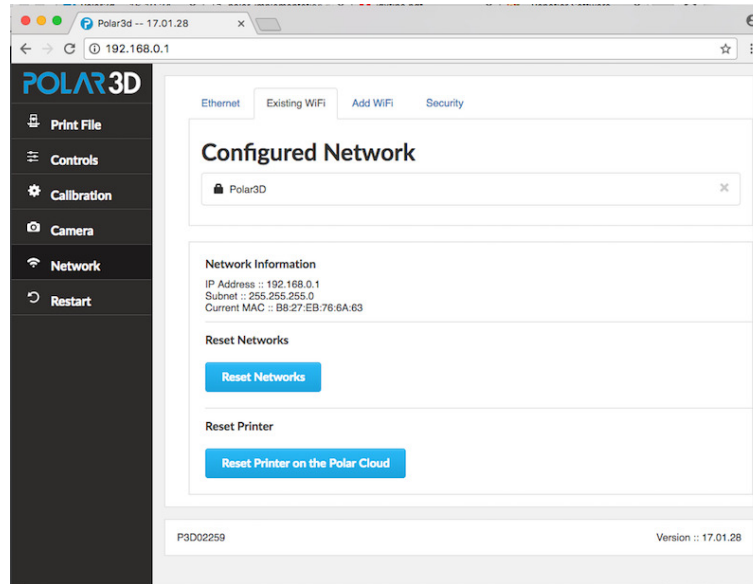 Polar3d -- 17.01.28
192.168.0.1
POLAR3D
Print File
Controls
Calibration
Camera
Network
Restart
Ethernet
Existing WiFi
Add WiFi
Security
Configured Network
Polar3D
Network Information
IP Address :: 192.168.0.1
Subnet :: 255.255.255.0
Current MAC :: B8:27:EB:76:6A:63
Reset Networks
Reset Networks
Reset Printer
Reset Printer on the Polar Cloud
P3D02259
Version :: 17.01.28